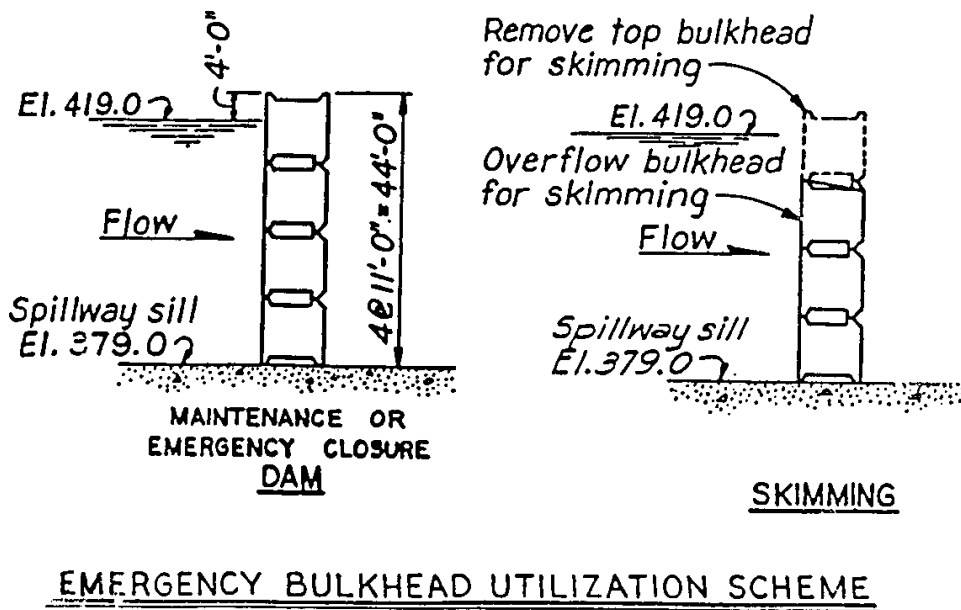 4'-0"
El. 419.0
4@11'-0"=44'-0"
Flow
Spillway sill
El. 379.0
MAINTENANCE OR
EMERGENCY CLOSURE
DAM
Remove top bulkhead
for skimming
El. 419.0
Overflow bulkhead
for skimming
Flow
Spillway sill
El. 379.0
SKIMMING
EMERGENCY BULKHEAD UTILIZATION SCHEME